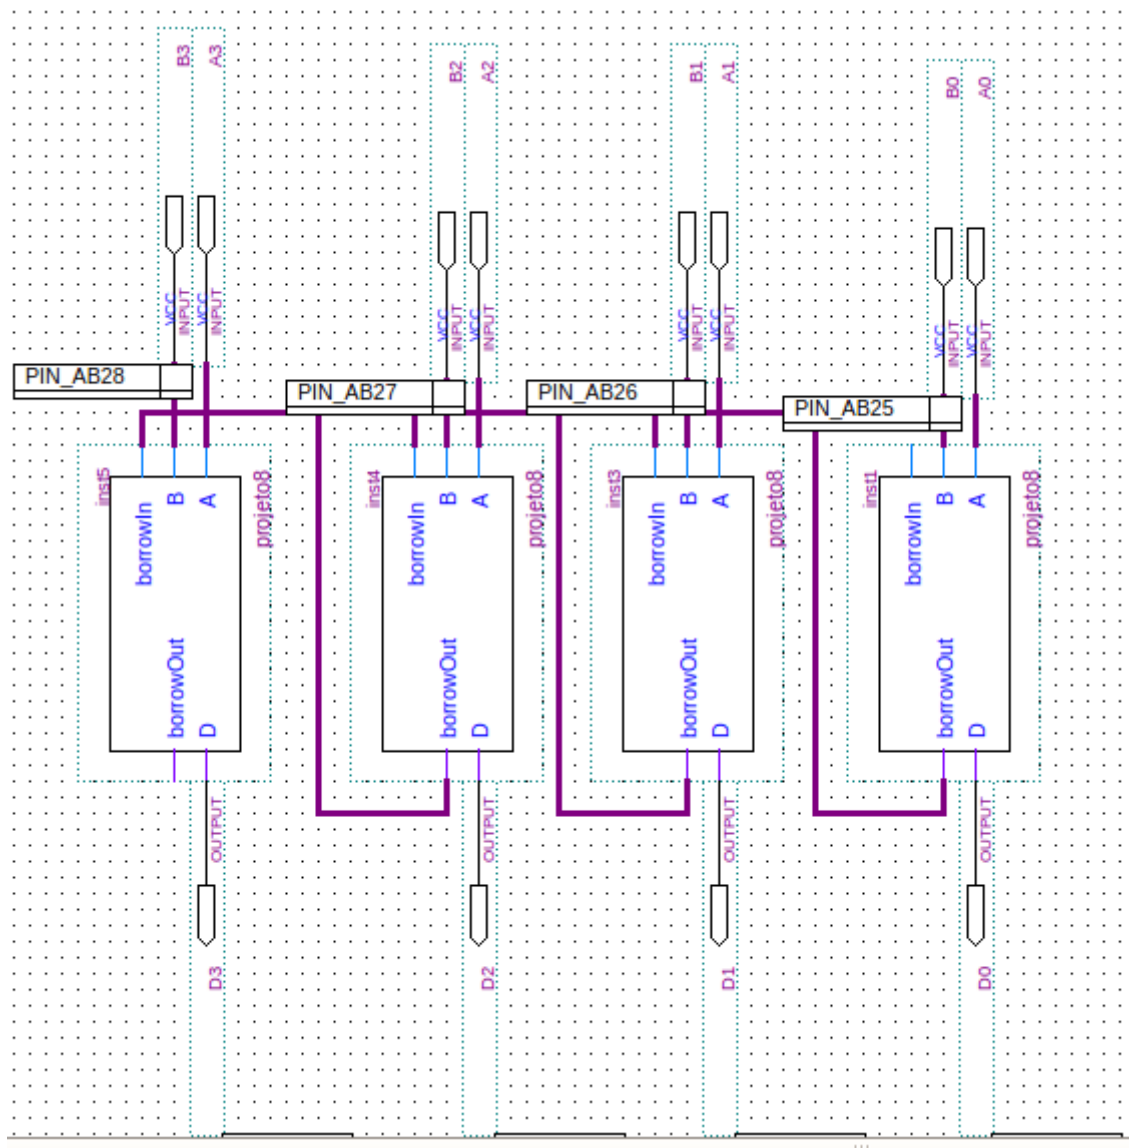 B3
A3
B2
A2
B1
A1
B0
A0
VCC
INPUT
VCC
INPUT
VCC
INPUT
VCC
INPUT
VCC
INPUT
VCC
INPUT
VCC
INPUT
VCC
INPUT
PIN_AB28
PIN_AB27
PIN_AB26
PIN_AB25
inst5
borrowIn
B
A
projeto8
borrowOut
D
inst4
borrowIn
B
A
projeto8
borrowOut
D
inst3
borrowIn
B
A
projeto8
borrowOut
D
inst1
borrowIn
B
A
projeto8
borrowOut
D
OUTPUT
OUTPUT
OUTPUT
OUTPUT
D3
D2
D1
D0